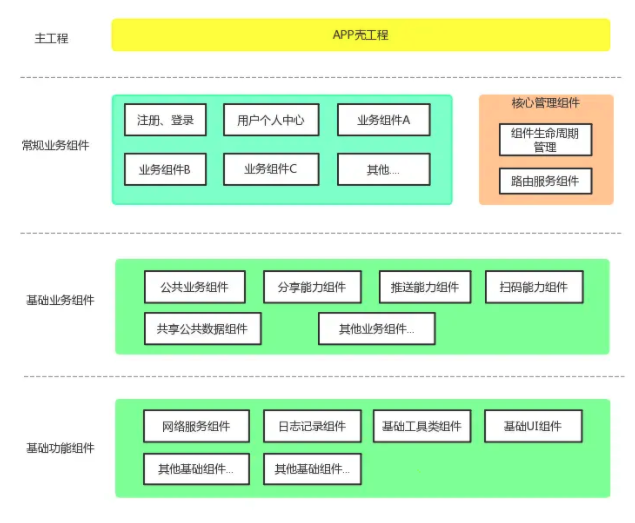 主工程
APP壳工程
常规业务组件
注册、登录
用户个人中心
业务组件A
业务组件B
业务组件C
其他....
核心管理组件
组件生命周期
管理
路由服务组件
基础业务组件
公共业务组件
分享能力组件
推送能力组件
扫码能力组件
共享公共数据组件
其他业务组件...
基础功能组件
网络服务组件
日志记录组件
基础工具类组件
基础UI组件
其他基础组件...
其他基础组件...